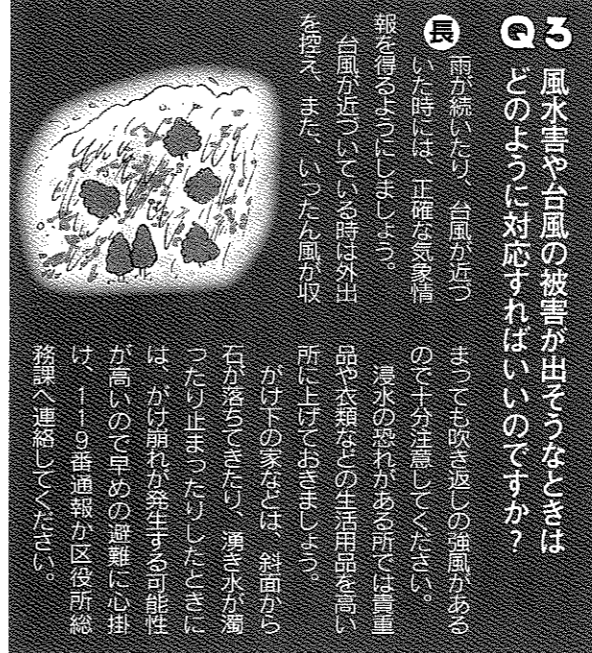 Q3
風水害や台風の被害が出そうなときは
どのように対応すればいいのですか?
長
雨が続いたり、台風が近づ
いた時には、正確な気象情
報を得るようにしましょう。
台風が近づいている時は外出
を控え、また、いったん風が収
まっても吹き返しの強風がある
ので十分注意してください。
浸水の恐れがある所では貴重
品や衣類などの生活用品を高い
所に上げておきましょう。
がけ下の家などは、斜面から
石が落ちてきたり、湧き水が濁
ったり止まったりしたときに
は、がけ崩れが発生する可能性
が高いので早めの避難に心掛
け、119番通報か区役所総
務課へ連絡してください。